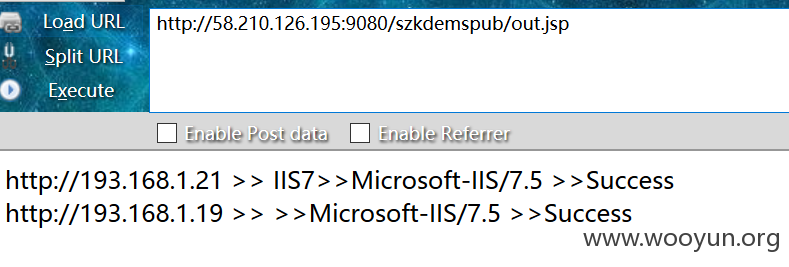 Load URL
http://58.210.126.195:9080/szkdemspub/out.jsp
Split URL
Execute
Enable Post data
Enable Referrer
http://193.168.1.21 >> IIS7>>Microsoft-IIS/7.5 >>Success
http://193.168.1.19 >> >>Microsoft-IIS/7.5 >>Success
www.wooyun.org